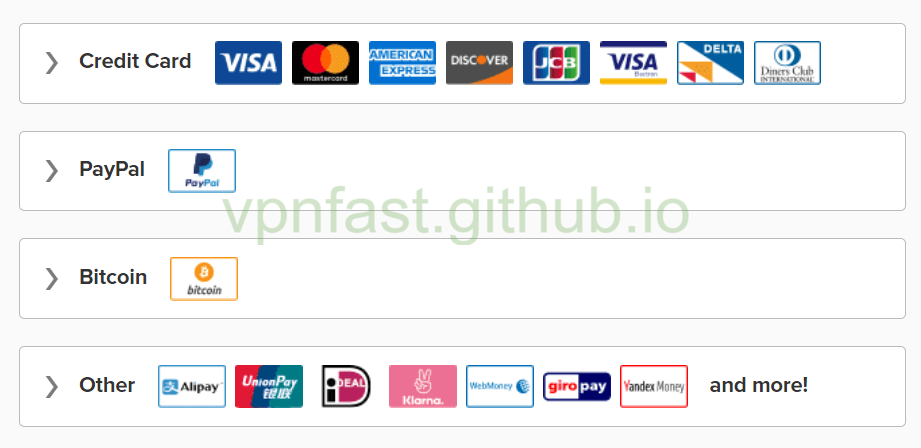 Credit Card VISA mastercard AMERICAN EXPRESS DISCOVER JCB VISA Electron DELTA Diners Club INTERNATIONAL
PayPal PayPal
vpnfast.github.io
Bitcoin bitcoin
Other Alipay UnionPay 银联 iDEAL Klarna. WebMoney giropay Yandex Money and more!